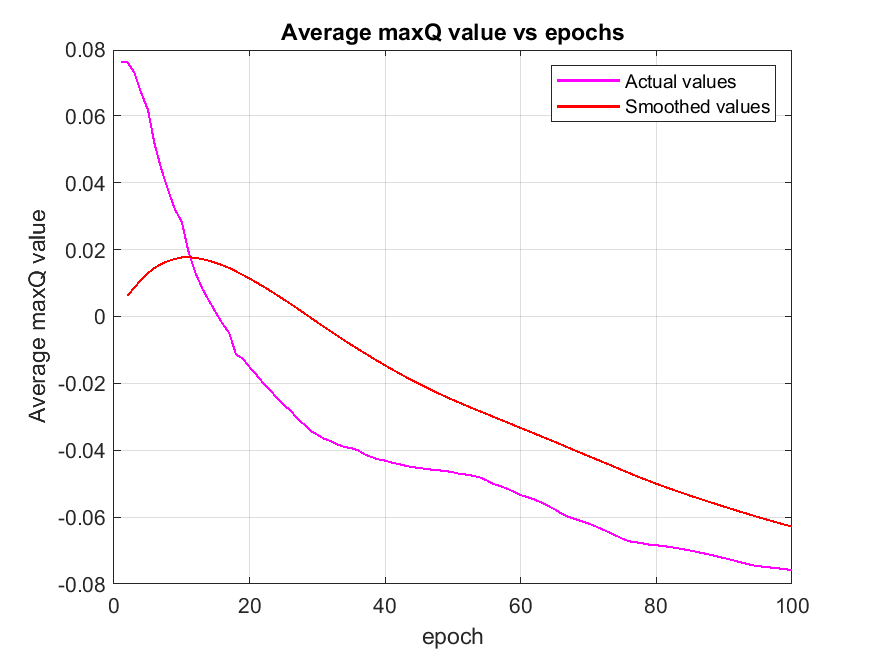 Average maxQ value vs epochs
Actual values
Smoothed values
Average maxQ value
0.08
0.06
0.04
0.02
0
-0.02
-0.04
-0.06
-0.08
0 20 40 60 80 100
epoch